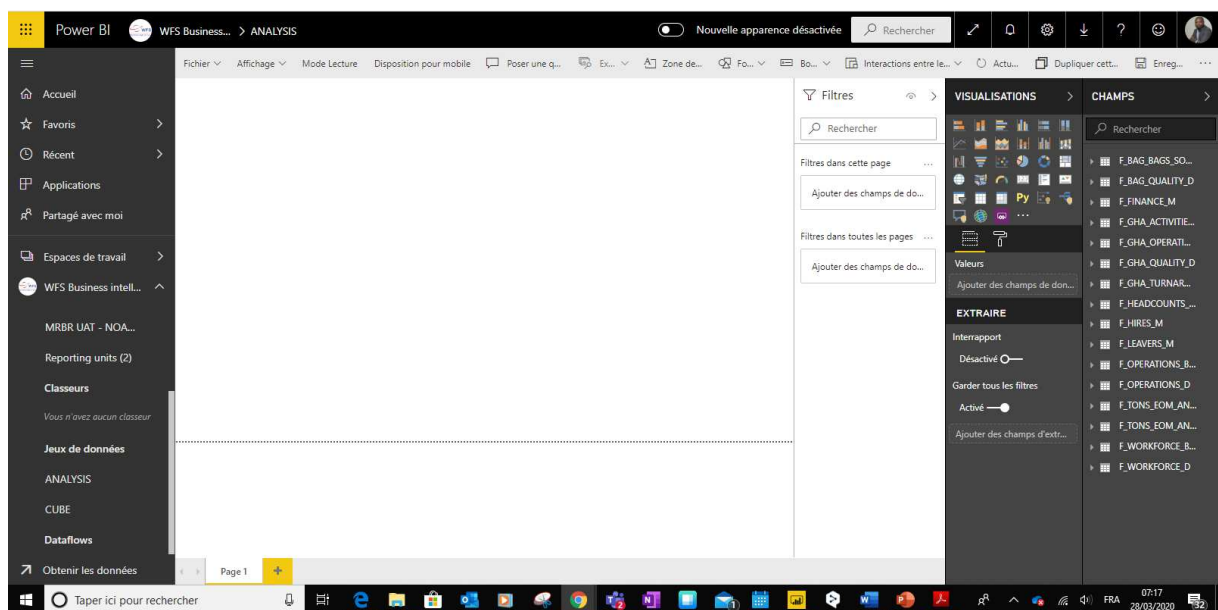 Power BI
WFS Business... > ANALYSIS
Nouvelle apparence désactivée
Rechercher
Fichier
Affichage
Mode Lecture
Disposition pour mobile
Poser une q...
Ex...
Zone de...
Fo...
Bo...
Interactions entre le...
Actu...
Dupliquer cett...
Enreg...
Accueil
Favoris
Récent
Applications
Partagé avec moi
Espaces de travail
WFS Business intell...
MRBR UAT - NOA...
Reporting units (2)
Classeurs
Vous n'avez aucun classeur
Jeux de données
ANALYSIS
CUBE
Dataflows
Obtenir les données
Page 1
Filtres
Rechercher
Filtres dans cette page ...
Ajouter des champs de do...
Filtres dans toutes les pages ...
Ajouter des champs de do...
VISUALISATIONS
Py
Valeurs
Ajouter des champs de don...
EXTRAIRE
Interrapport
Désactivé
Garder tous les filtres
Activé
Ajouter des champs d'extr...
CHAMPS
Rechercher
F_BAG_BAGS_SO...
F_BAG_QUALITY_D
F_FINANCE_M
F_GHA_ACTIVITIE...
F_GHA_OPERATI...
F_GHA_QUALITY_D
F_GHA_TURNAR...
F_HEADCOUNTS_...
F_HIRES_M
F_LEAVERS_M
F_OPERATIONS_B...
F_OPERATIONS_D
F_TONS_EOM_AN...
F_TONS_EOM_AN...
F_WORKFORCE_B...
F_WORKFORCE_D
Taper ici pour rechercher
FRA
07:17
28/03/2020
32